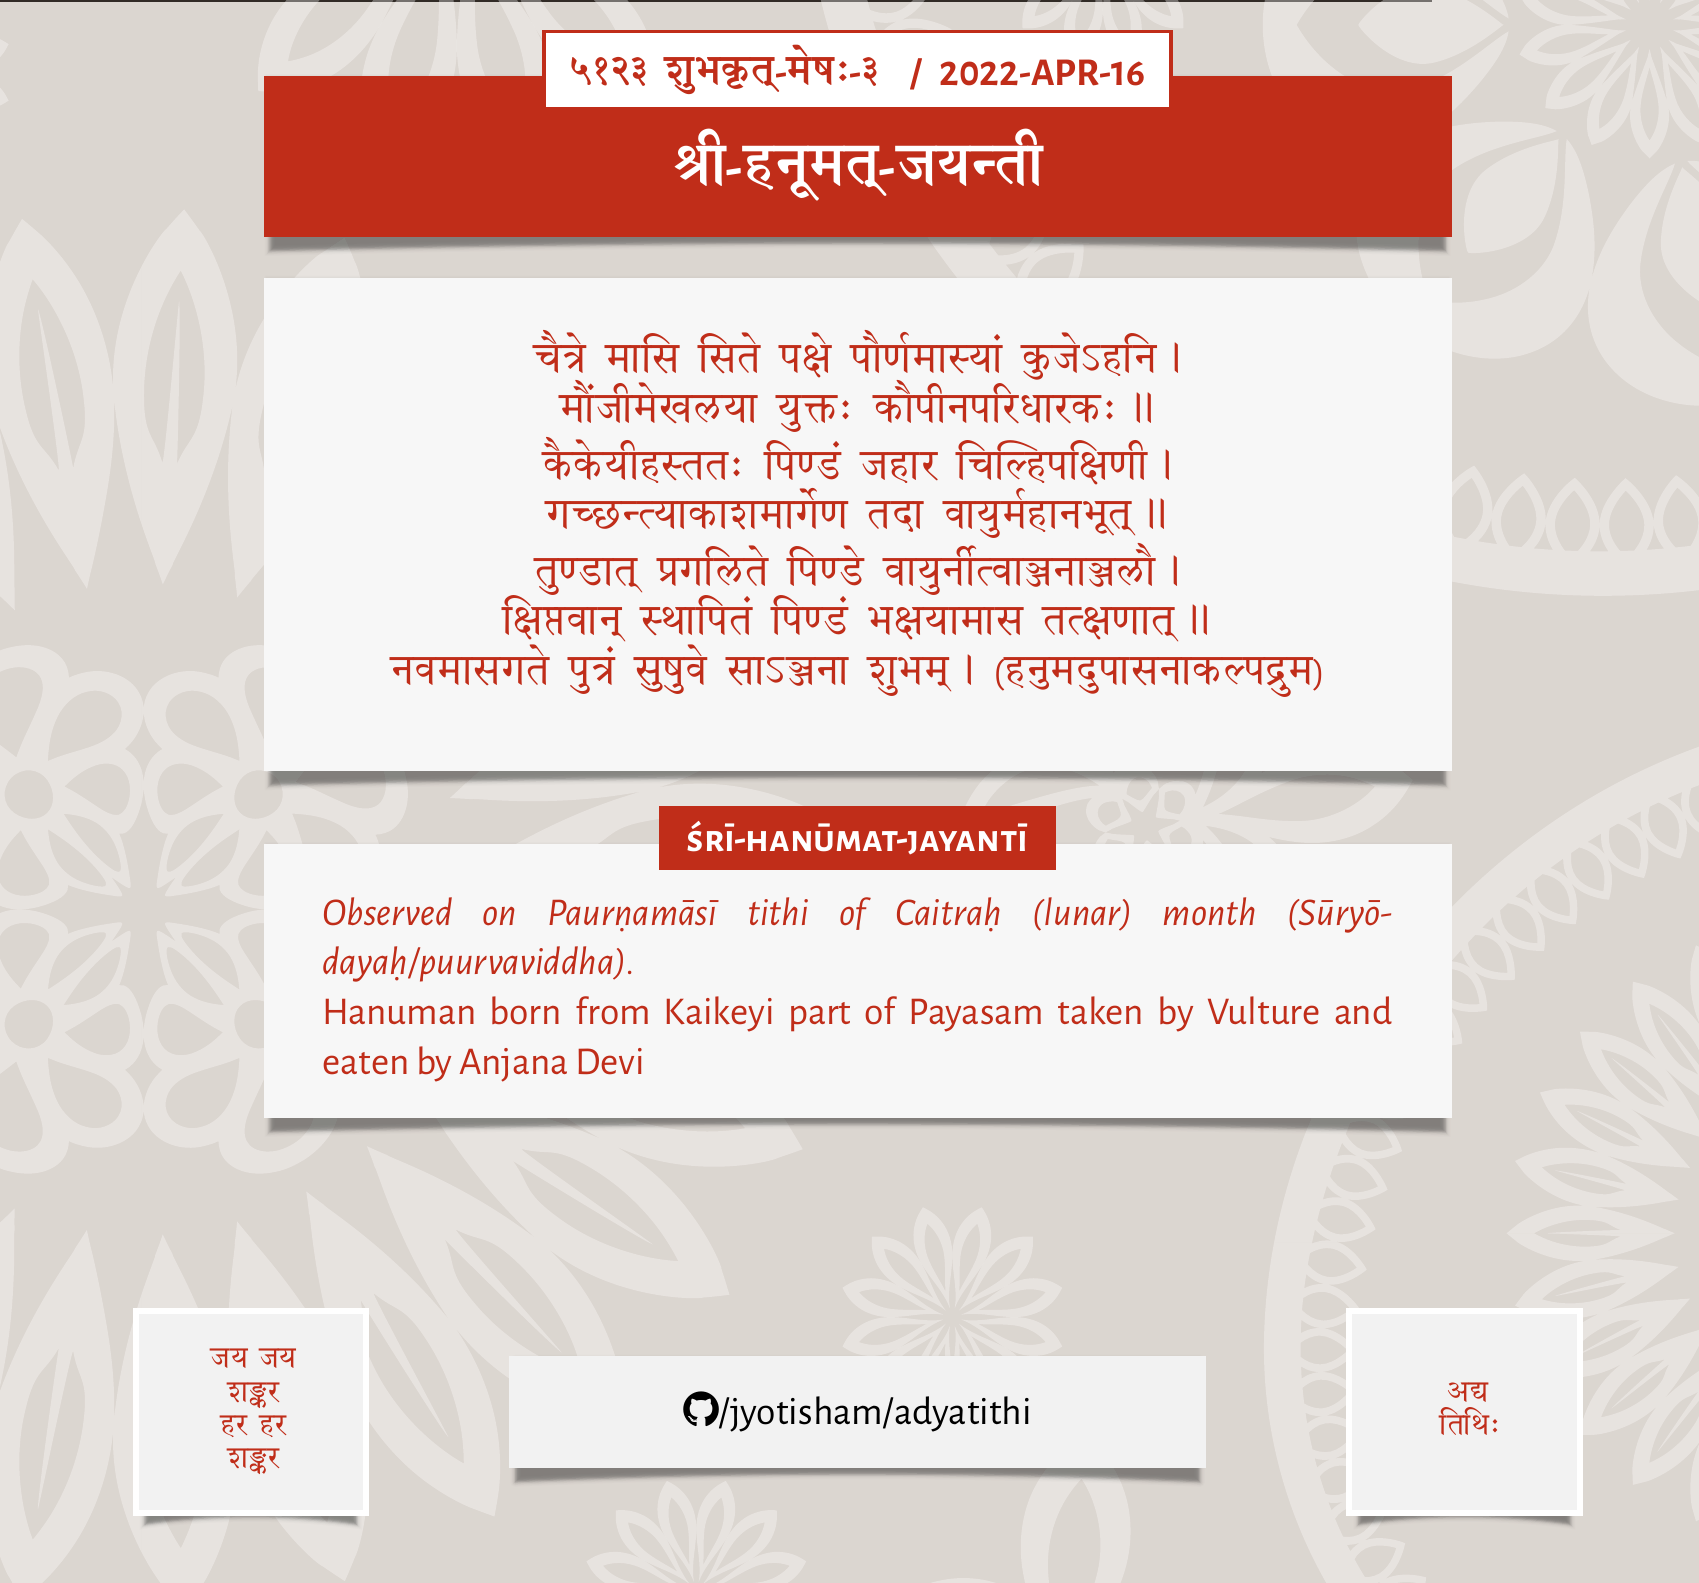 ५१२३ शुभकृत्-मेषः-३ / 2022-APR-16
श्री-हनूमत्-जयन्ती
चैत्रे मासि सिते पक्षे पौर्णमास्यां कुजेऽहनि।
मौंजीमेखलया युक्तः कौपीनपरिधारकः॥
कैकेयीहस्ततः पिण्डं जहार चिल्हिपक्षिणी।
गच्छन्त्याकाशमार्गेण तदा वायुर्महानभूत्॥
तुण्डात् प्रगलिते पिण्डे वायुर्नीत्वाञ्जनाञ्जलौ।
क्षिप्तवान् स्थापितं पिण्डं भक्षयामास तत्क्षणात्॥
नवमासगते पुत्रं सुषुवे साऽञ्जना शुभम्। (हनुमदुपासनाकल्पद्रुम)
ŚRĪ-HANŪMAT-JAYANTĪ
Observed on Paurṇamāsī tithi of Caitraḥ (lunar) month (Sūryō-
dayaḥ/puurvaviddha).
Hanuman born from Kaikeyi part of Payasam taken by Vulture and
eaten by Anjana Devi
जय जय
शङ्कर
हर हर
शङ्कर
/jyotisham/adyatithi
अद्य
तिथिः